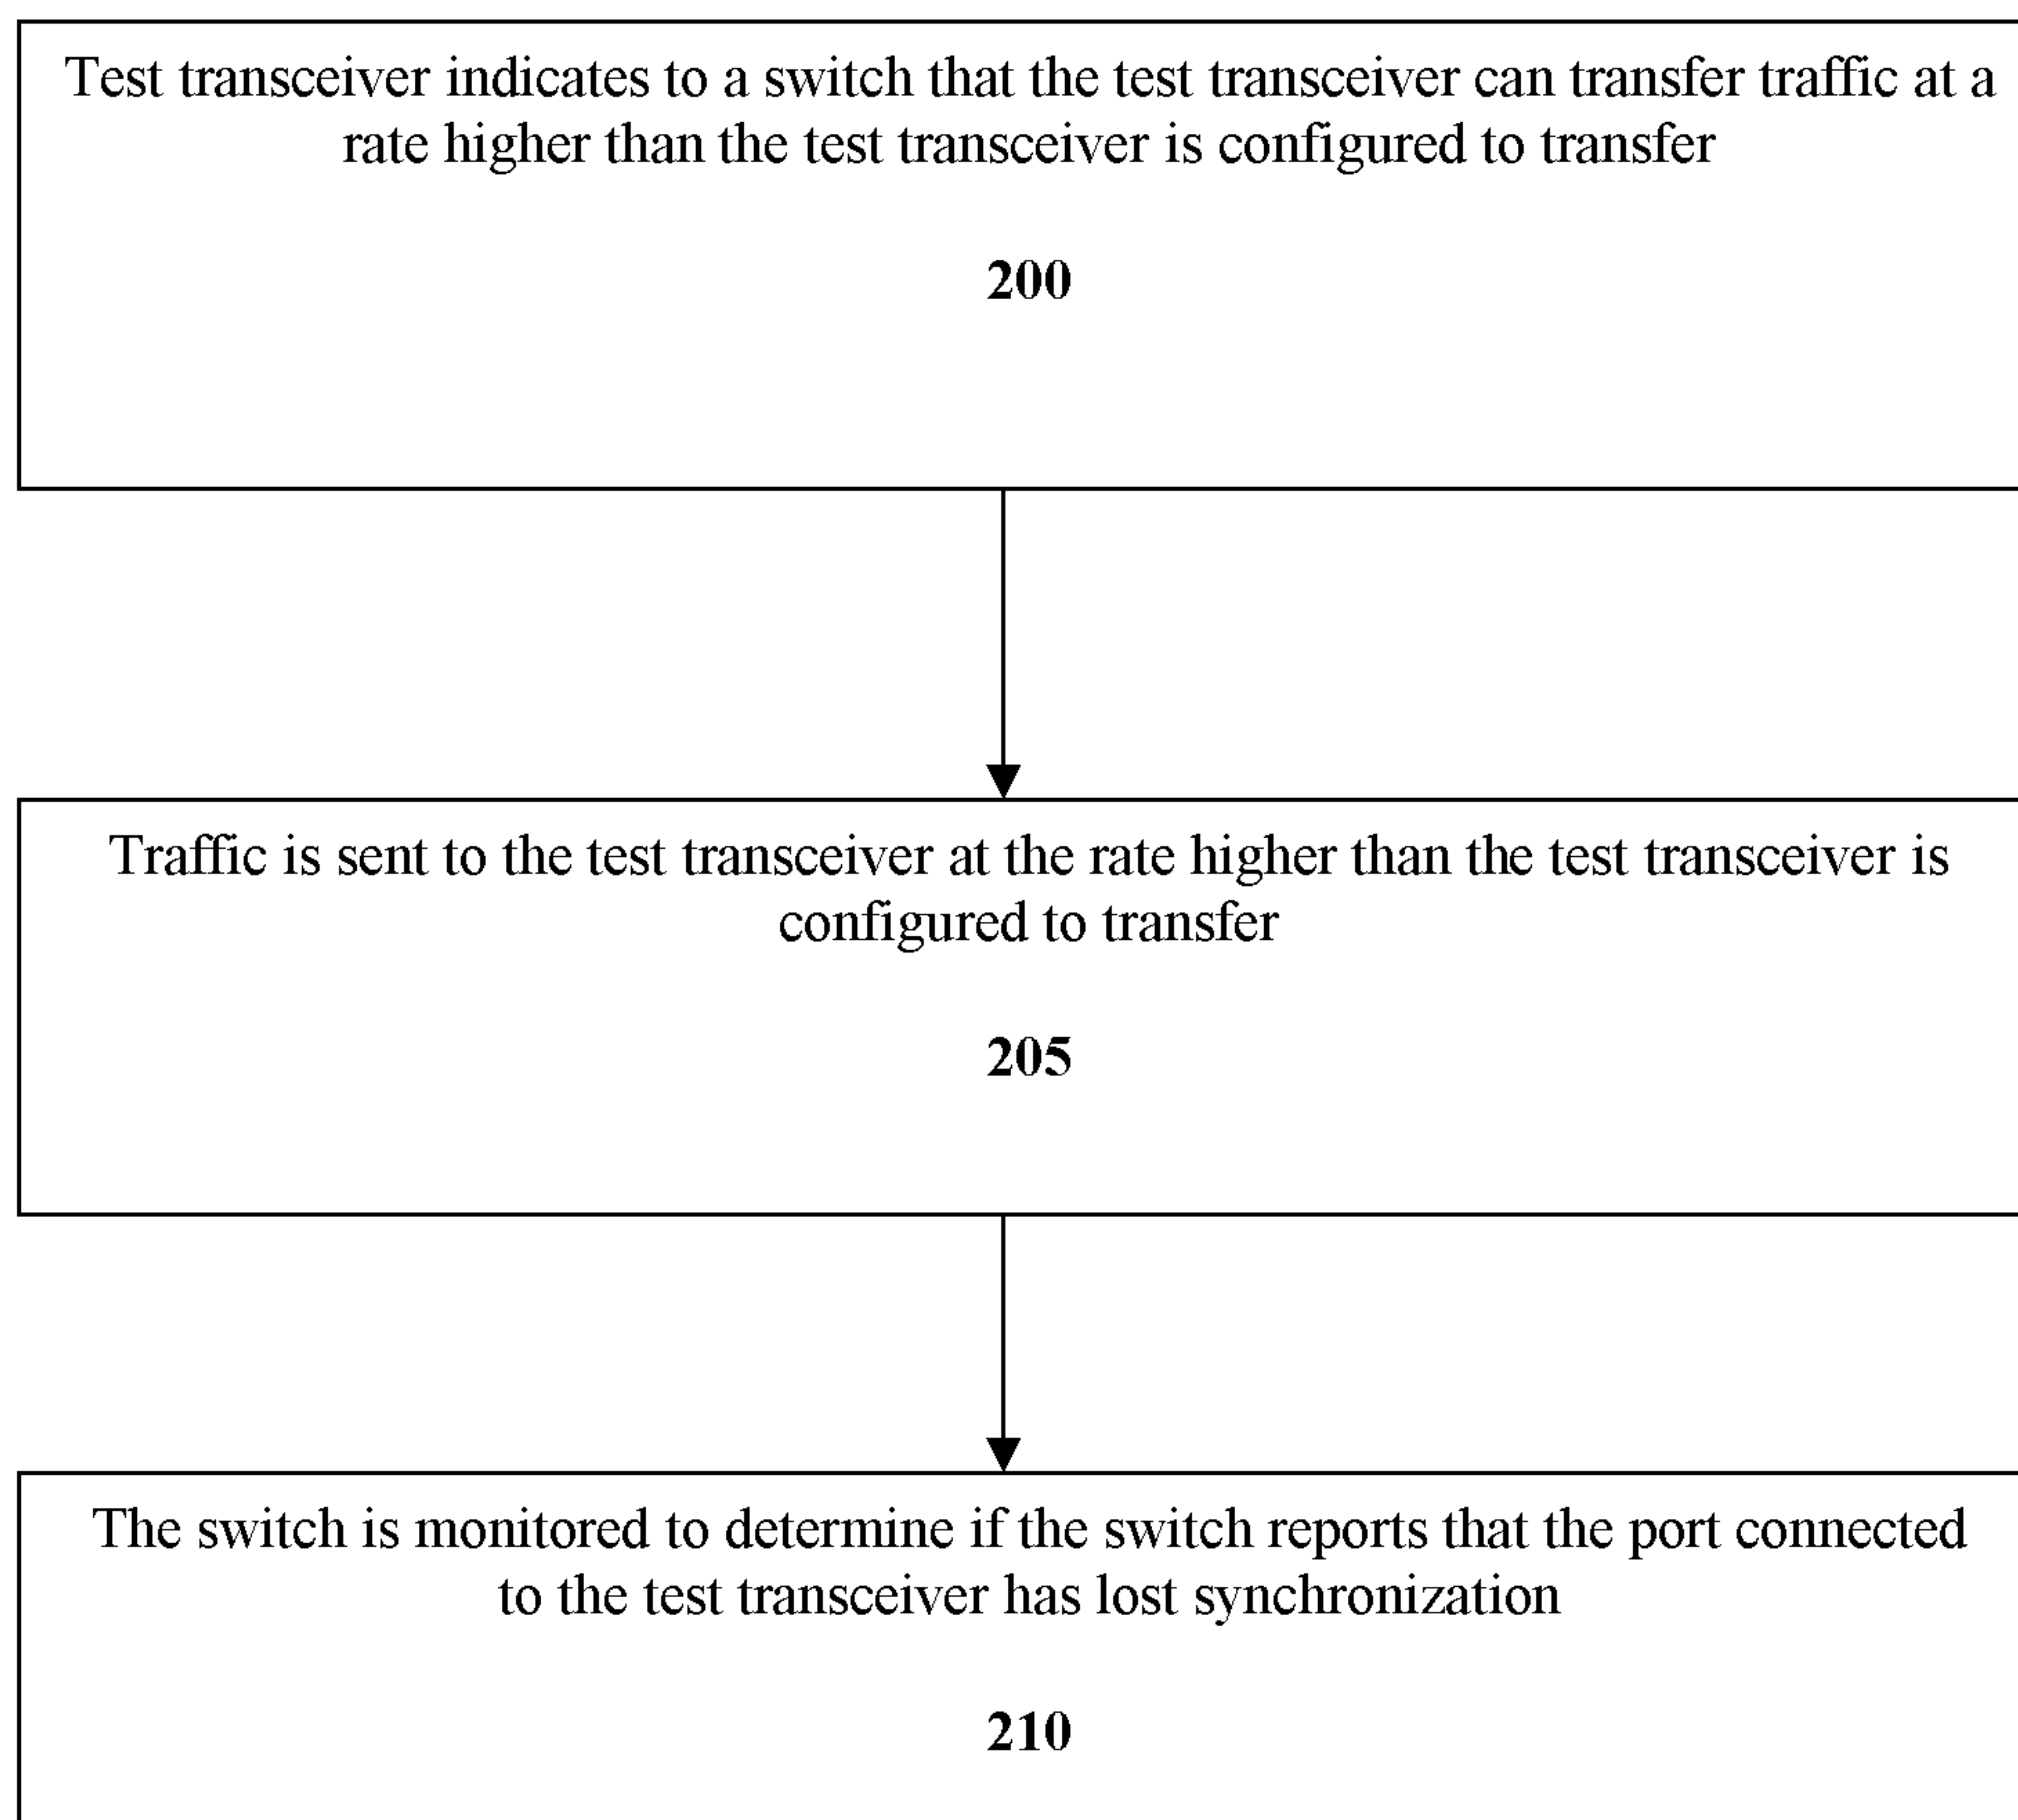 Test transceiver indicates to a switch that the test transceiver can transfer traffic at a
rate higher than the test transceiver is configured to transfer
200
Traffic is sent to the test transceiver at the rate higher than the test transceiver is
configured to transfer
205
The switch is monitored to determine if the switch reports that the port connected
to the test transceiver has lost synchronization
210